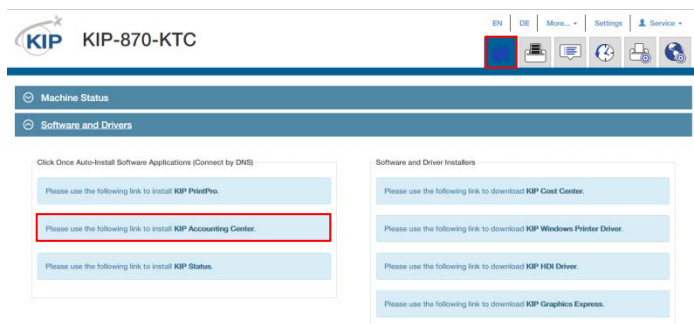 KIP
KIP-870-KTC
EN DE More... Settings Service
Machine Status
Software and Drivers
Click Once Auto-Install Software Applications (Connect by DNS)
Please use the following link to install KIP PrintPro.
Please use the following link to install KIP Accounting Center.
Please use the following link to install KIP Status.
Software and Driver Installers
Please use the following link to download KIP Cost Center.
Please use the following link to download KIP Windows Printer Driver.
Please use the following link to download KIP HDI Driver.
Please use the following link to download KIP Graphics Express.